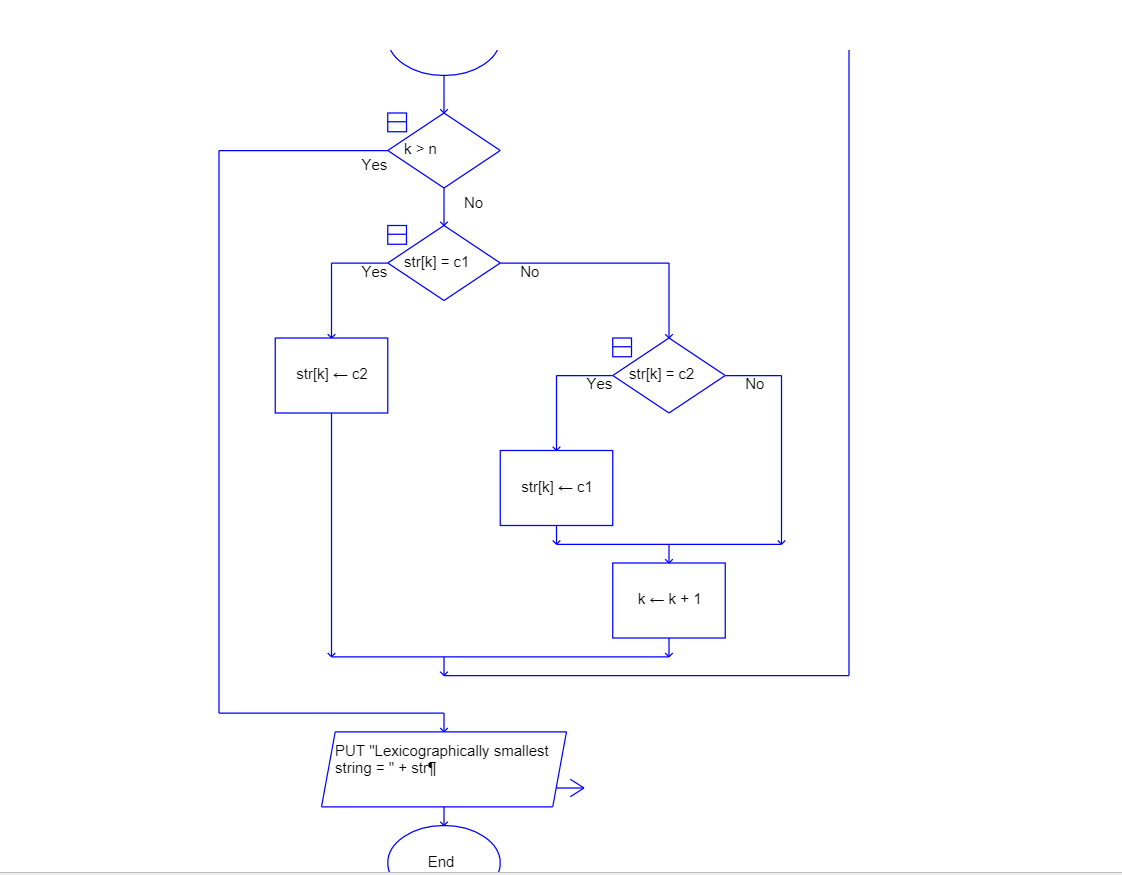 k > n
Yes
No
str[k] = c1
Yes
No
str[k] ← c2
str[k] = c2
Yes
No
str[k] ← c1
k ← k + 1
PUT "Lexicographically smallest
string = " + str¶
End